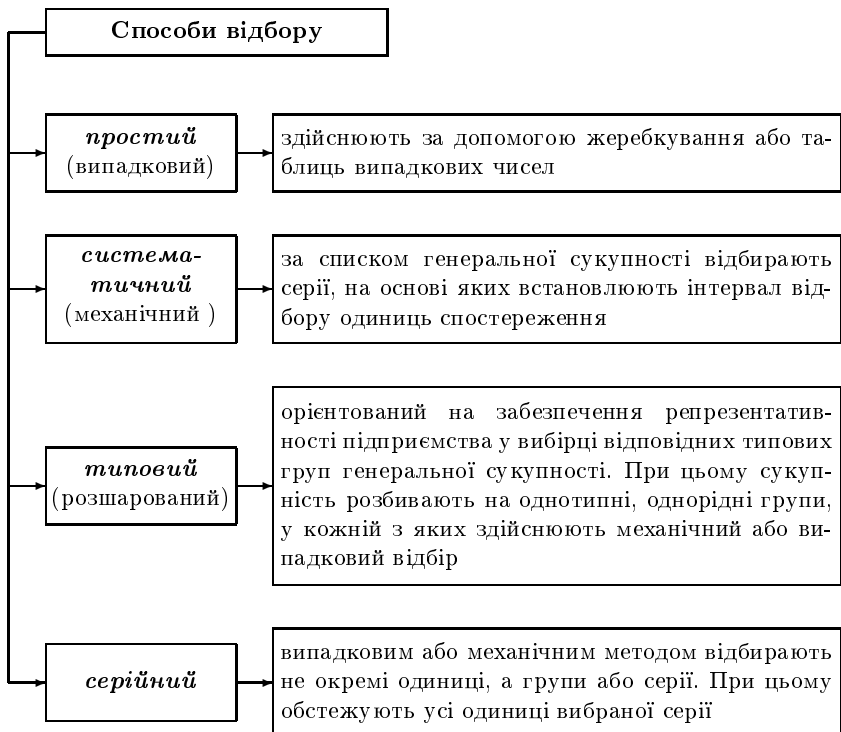 Способи відбору
простий
(випадковий)
здійснюють за допомогою жеребкування або та-
блиць випадкових чисел
система-
тичний
(механічний )
за списком генеральної сукупності відбирають
серії, на основі яких встановлюють інтервал від-
бору одиниць спостереження
типовий
(розшарований)
орієнтований на забезпечення репрезентатив-
ності підприємства у вибірці відповідних типових
груп генеральної сукупності. При цьому сукуп-
ність розбивають на однотипні, однорідні групи,
у кожній з яких здійснюють механічний або ви-
падковий відбір
серійний
випадковим або механічним методом відбирають
не окремі одиниці, а групи або серії. При цьому
обстежують усі одиниці вибраної серії